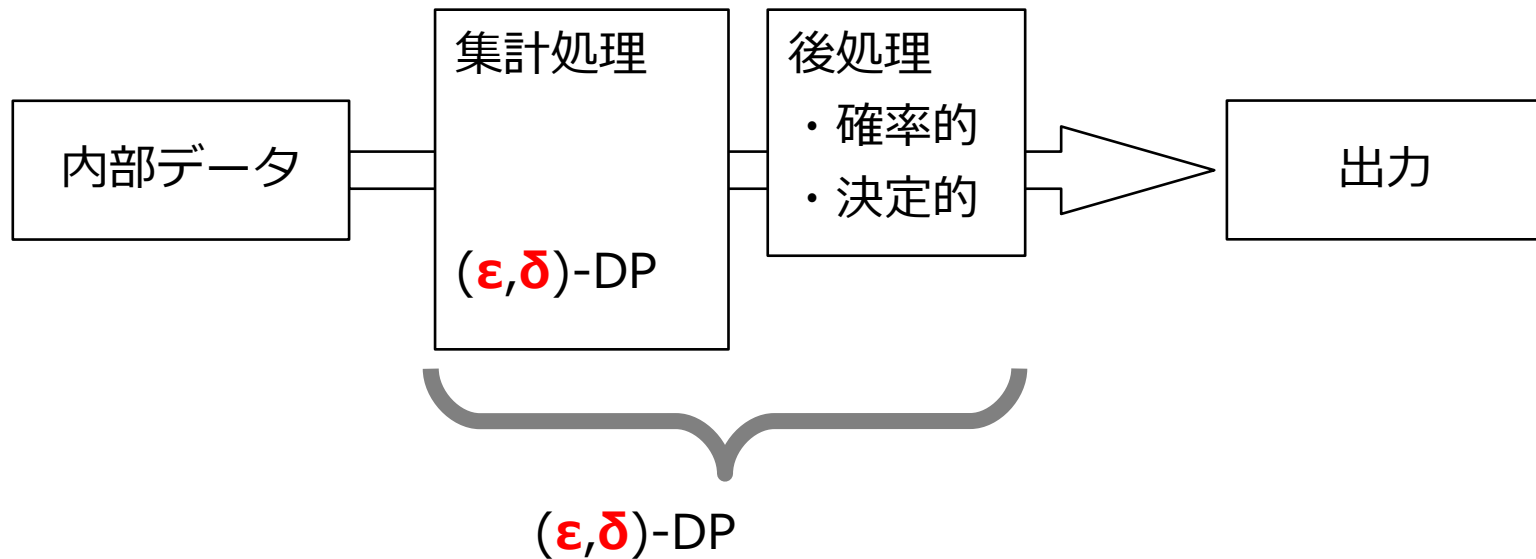 内部データ
集計処理
(ε,δ)-DP
後処理
・確率的
・決定的
出力
(ε,δ)-DP